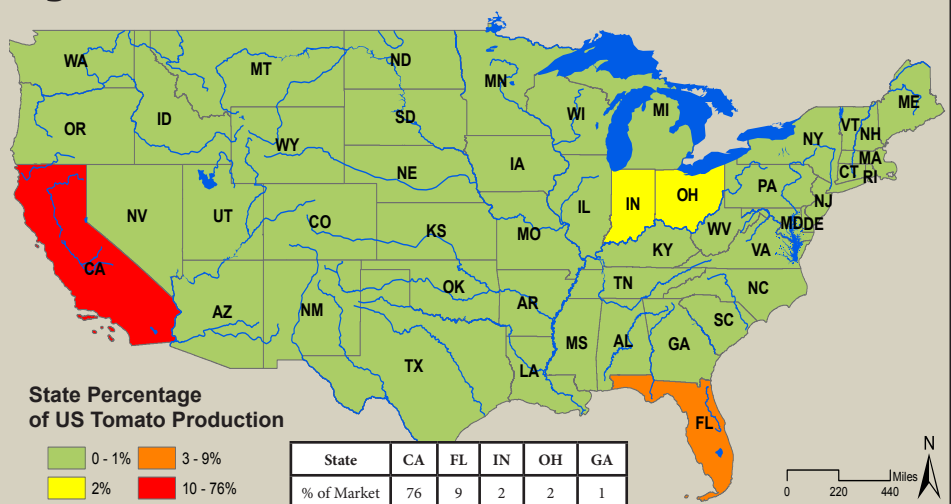 WA
MT
ND
MN
ME
OR
ID
SD
WI
MI
VT
NH
NY
WY
MA
CT
RI
IA
NE
PA
NV
UT
CO
IL
IN
OH
NJ
KS
MO
WV
MD
DE
KY
VA
CA
AZ
NM
OK
AR
TN
NC
SC
TX
LA
MS
AL
GA
FL
State Percentage
of US Tomato Production
0 - 1%
3 - 9%
2%
10 - 76%
State CA FL IN OH GA
% of Market 76 9 2 2 1
N
Miles
0 220 440